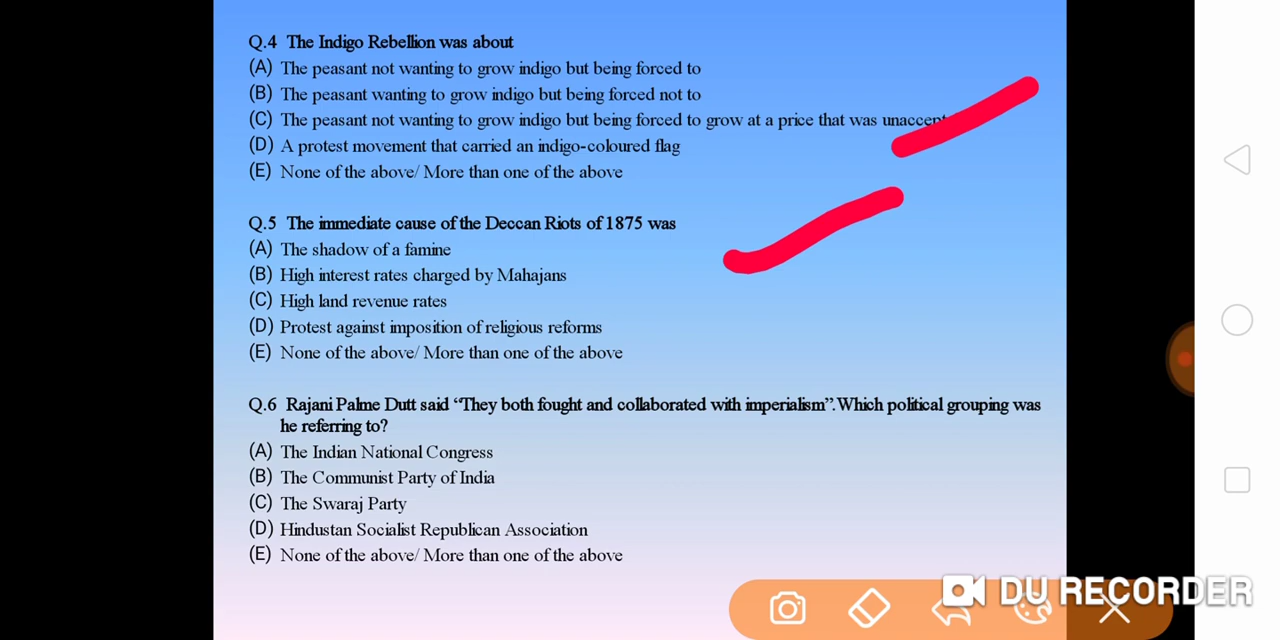 Q.4 The Indigo Rebellion was about
(A) The peasant not wanting to grow indigo but being forced to
(B) The peasant wanting to grow indigo but being forced not to
(C) The peasant not wanting to grow indigo but being forced to grow at a price that was
(D) A protest movement that carried an indigo-coloured flag
(E) None of the above/ More than one of the above
Q.5 The immediate cause of the Deccan Riots of 1875 was
(A) The shadow of a famine
(B) High interest rates charged by Mahajans
(C) High land revenue rates
(D) Protest against imposition of religious reforms
(E) None of the above/ More than one of the above
Q.6 Rajani Palme Dutt said “They both fought and collaborated with imperialism”.Which political grouping was
he referring to?
(A) The Indian National Congress
(B) The Communist Party of India
(C) The Swaraj Party
(D) Hindustan Socialist Republican Association
(E) None of the above/ More than one of the above
DU RECORDER